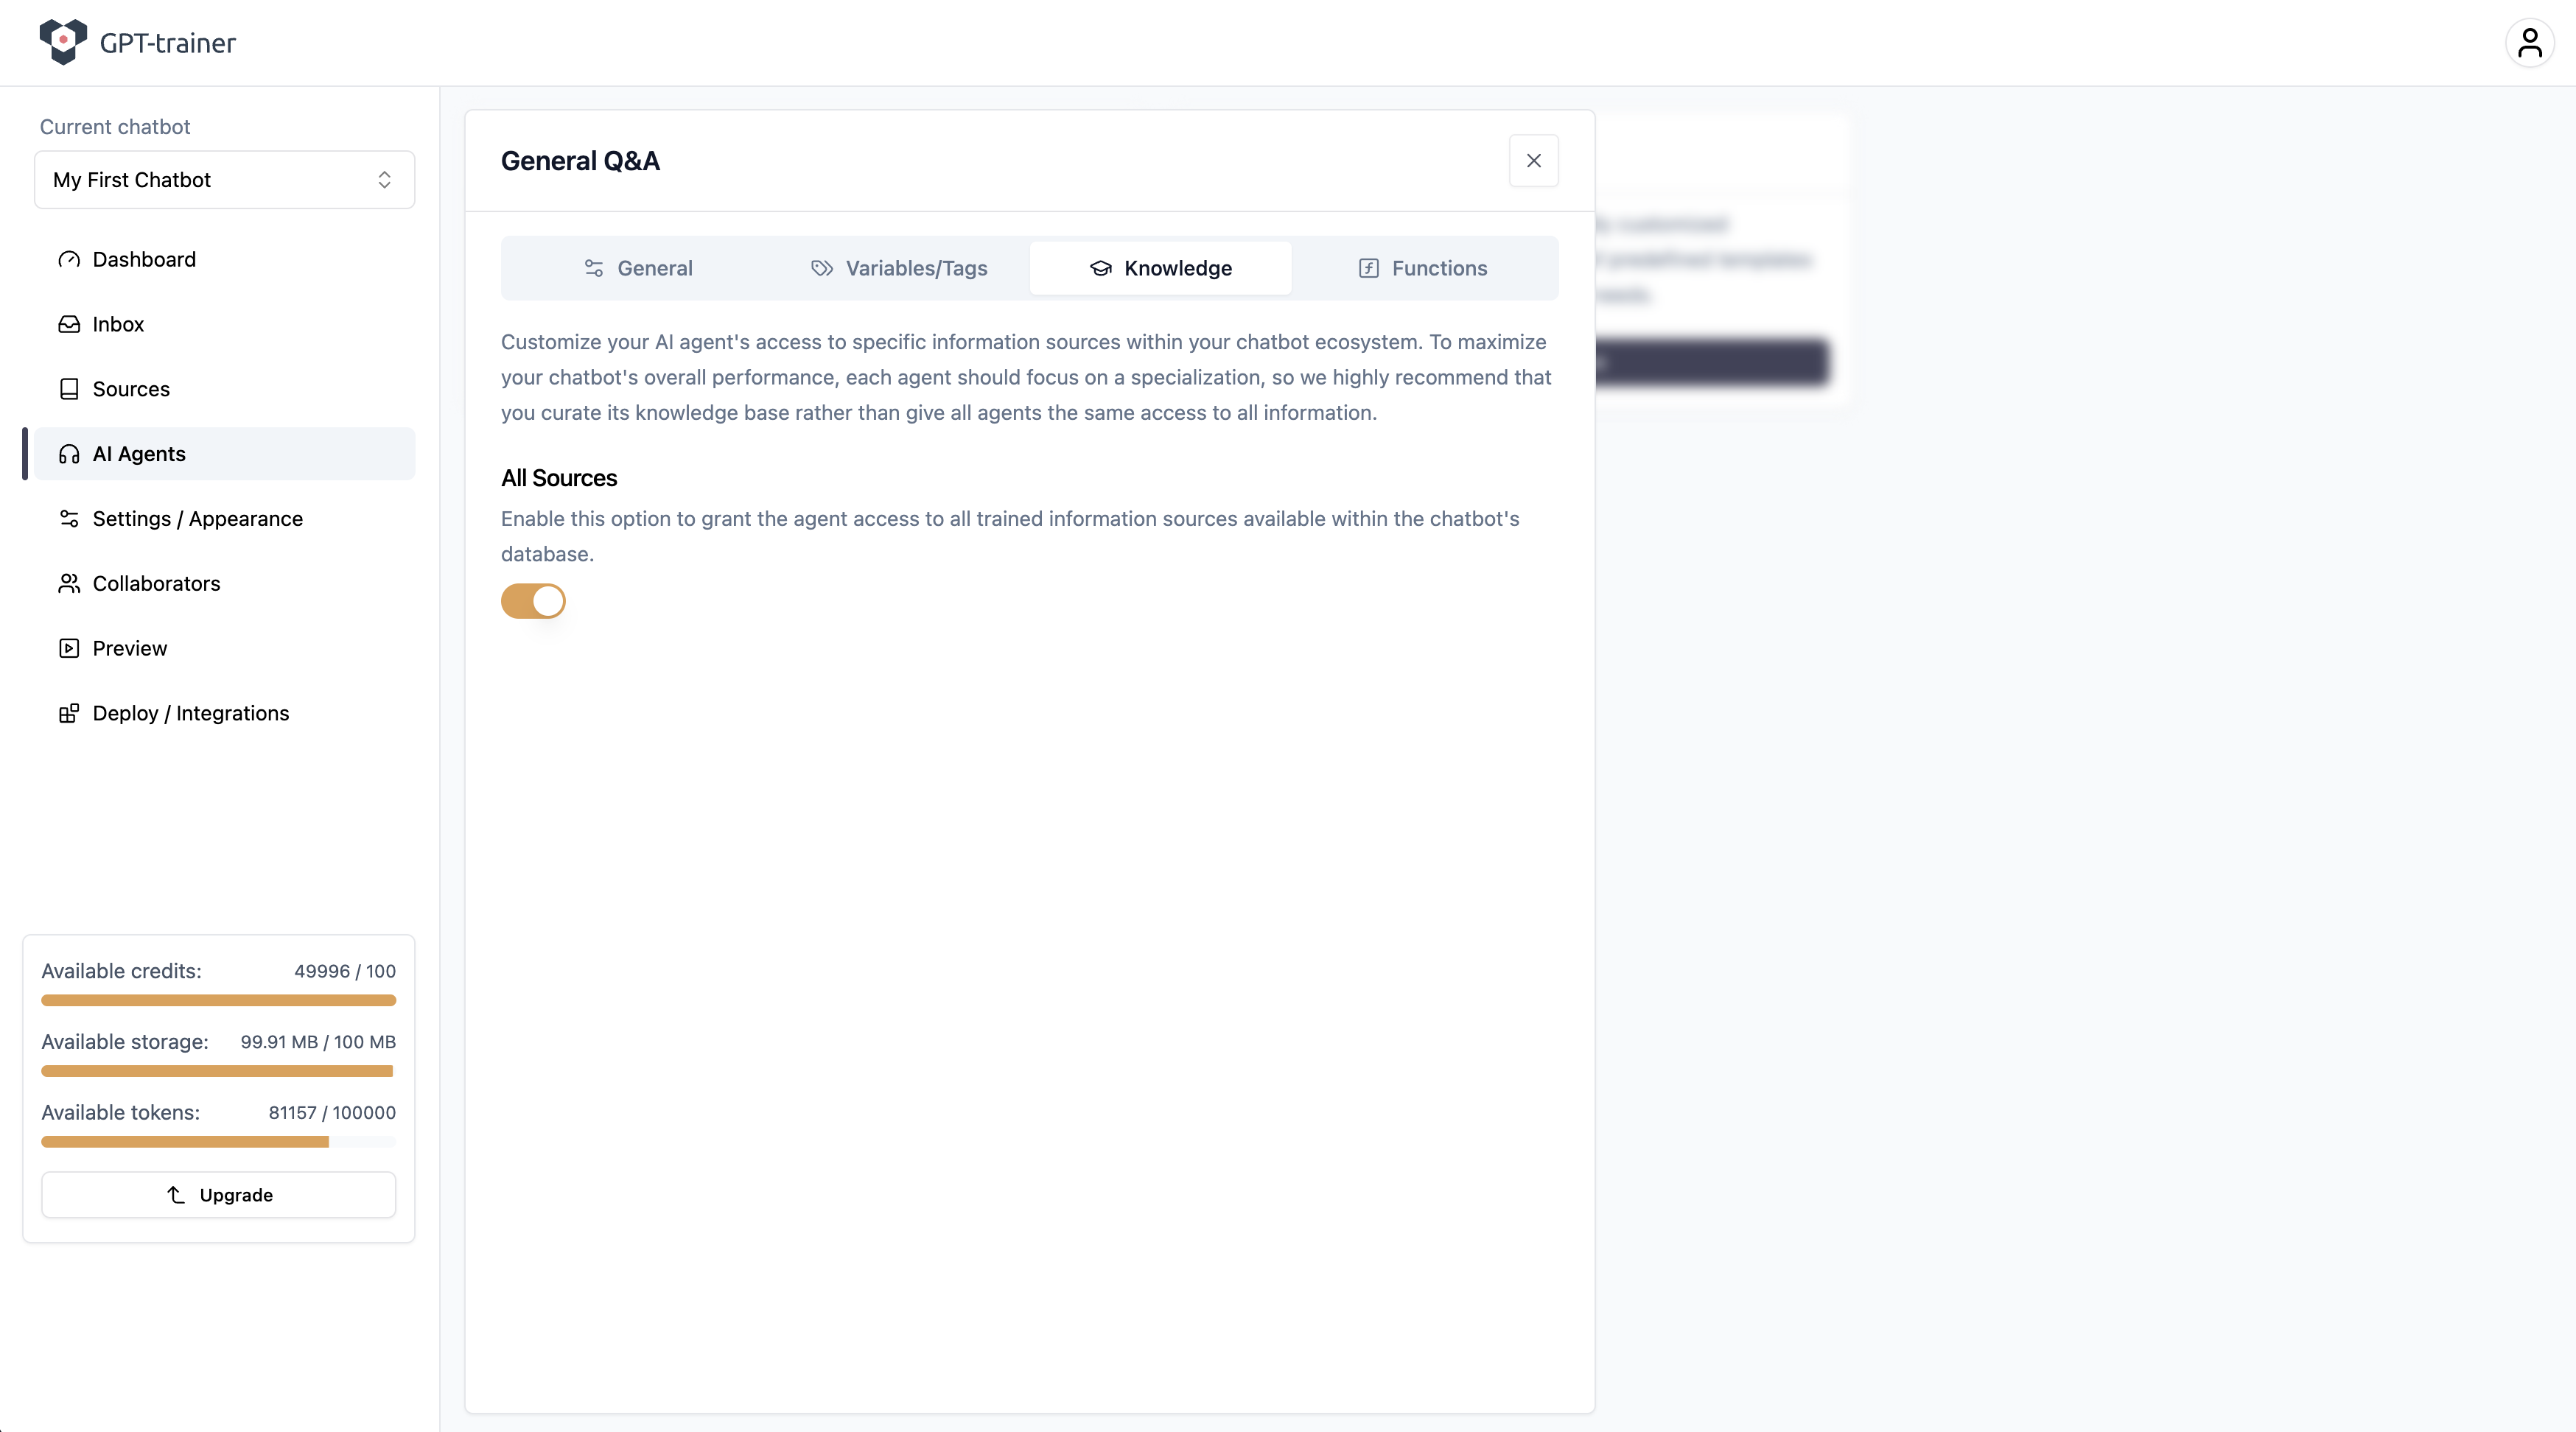 GPT-trainer
Current chatbot
My First Chatbot
Dashboard
Inbox
Sources
AI Agents
Settings / Appearance
Collaborators
Preview
Deploy / Integrations
Available credits: 49996 / 100
Available storage: 99.91 MB / 100 MB
Available tokens: 81157 / 100000
Upgrade
General Q&A
General
Variables/Tags
Knowledge
Functions
Customize your AI agent's access to specific information sources within your chatbot ecosystem. To maximize
your chatbot's overall performance, each agent should focus on a specialization, so we highly recommend that
you curate its knowledge base rather than give all agents the same access to all information.
All Sources
Enable this option to grant the agent access to all trained information sources available within the chatbot's
database.
customized
predefined templates